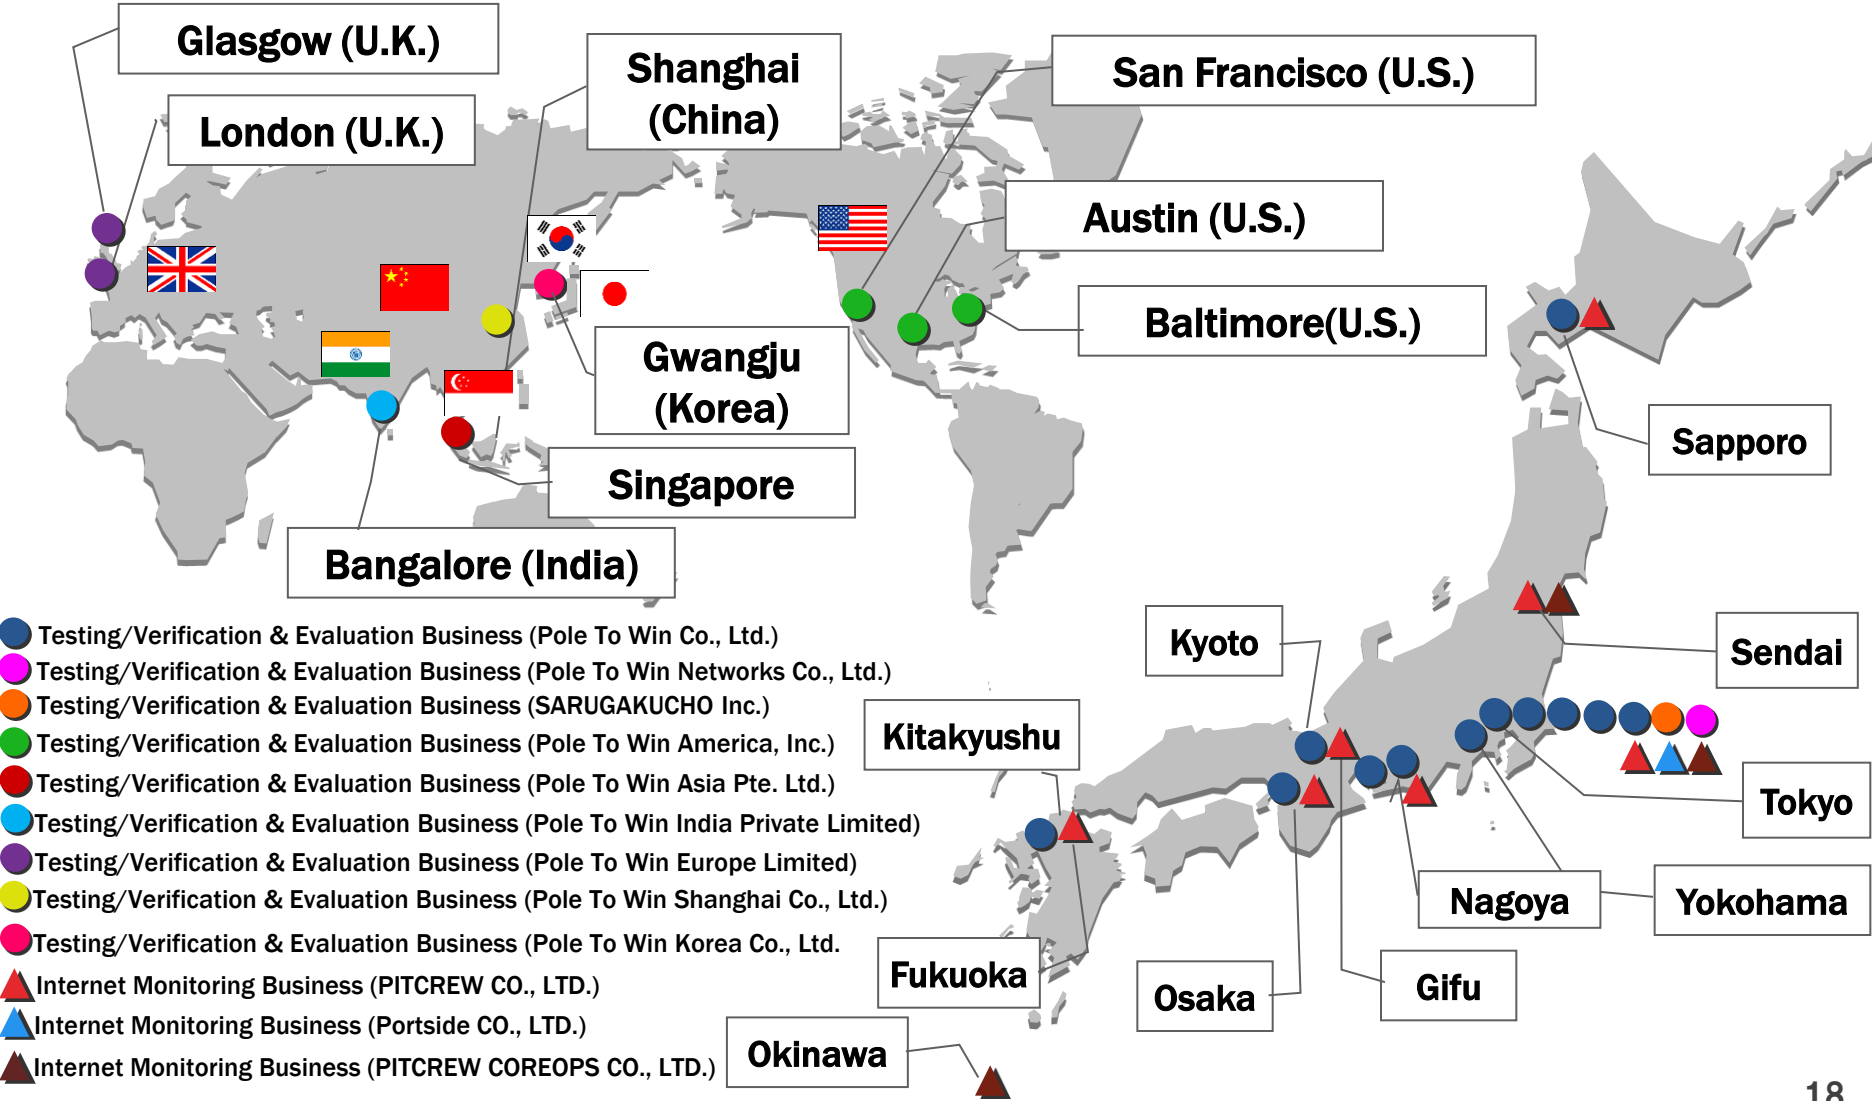 Glasgow (U.K.)
London (U.K.)
Shanghai
(China)
San Francisco (U.S.)
Austin (U.S.)
Baltimore(U.S.)
Gwangju
(Korea)
Singapore
Bangalore (India)
Sapporo
Sendai
Kyoto
Kitakyushu
Tokyo
Nagoya
Yokohama
Fukuoka
Osaka
Gifu
Okinawa
Testing/Verification & Evaluation Business (Pole To Win Co., Ltd.)
Testing/Verification & Evaluation Business (Pole To Win Networks Co., Ltd.)
Testing/Verification & Evaluation Business (SARUGAKUCHO Inc.)
Testing/Verification & Evaluation Business (Pole To Win America, Inc.)
Testing/Verification & Evaluation Business (Pole To Win Asia Pte. Ltd.)
Testing/Verification & Evaluation Business (Pole To Win India Private Limited)
Testing/Verification & Evaluation Business (Pole To Win Europe Limited)
Testing/Verification & Evaluation Business (Pole To Win Shanghai Co., Ltd.)
Testing/Verification & Evaluation Business (Pole To Win Korea Co., Ltd.
Internet Monitoring Business (PITCREW CO., LTD.)
Internet Monitoring Business (Portside CO., LTD.)
Internet Monitoring Business (PITCREW COREOPS CO., LTD.)
18